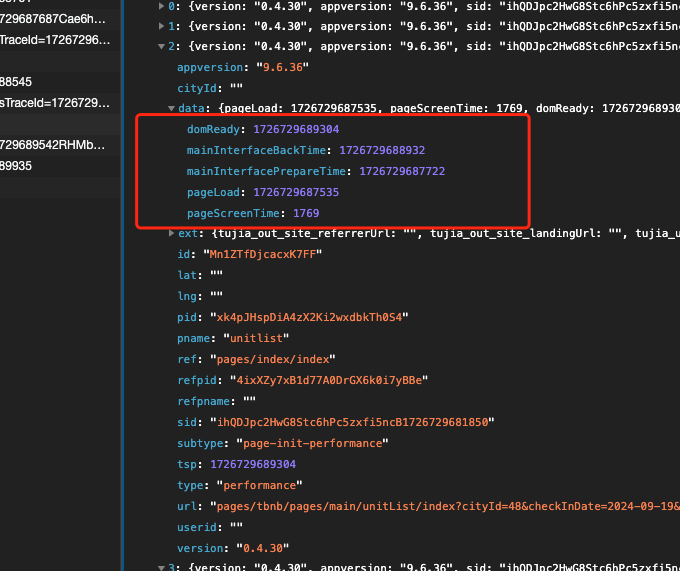 0: {version: "0.4.30", appversion: "9.6.36", sid: "ihQDJpc2HwG8Stc6hPc5zxfi5nc
729687687Cae6h…
1: {version: "0.4.30", appversion: "9.6.36", sid: "ihQDJpc2HwG8Stc6hPc5zxfi5nc
TraceId=17267296…
2: {version: "0.4.30", appversion: "9.6.36", sid: "ihQDJpc2HwG8Stc6hPc5zxfi5nc
appversion: "9.6.36"
88545
cityId: ""
sTraceId=1726729…
data: {pageLoad: 1726729687535, pageScreenTime: 1769, domReady: 172672968930
domReady: 1726729689304
729689542RHMb…
mainInterfaceBackTime: 1726729688932
89935
mainInterfacePrepareTime: 1726729687722
pageLoad: 1726729687535
pageScreenTime: 1769
ext: {tujia_out_site_referrerUrl: "", tujia_out_site_landingUrl: "", tujia_u
id: "Mn1ZTfDjcacxK7FF"
lat: ""
lng: ""
pid: "xk4pJHspDiA4zX2Ki2wxdbkTh0S4"
pname: "unitlist"
ref: "pages/index/index"
refpid: "4ixXZy7xB1d77A0DrGX6k0i7yBBe"
refpname: ""
sid: "ihQDJpc2HwG8Stc6hPc5zxfi5ncB1726729681850"
subtype: "page-init-performance"
tsp: 1726729689304
type: "performance"
url: "pages/tbnb/pages/main/unitList/index?cityId=48&checkInDate=2024-09-19&
userid: ""
version: "0.4.30"
3: {version: "0.4.30", appversion: "9.6.36", sid: "ihQDJpc2HwG8Stc6hPc5zxfi5nc